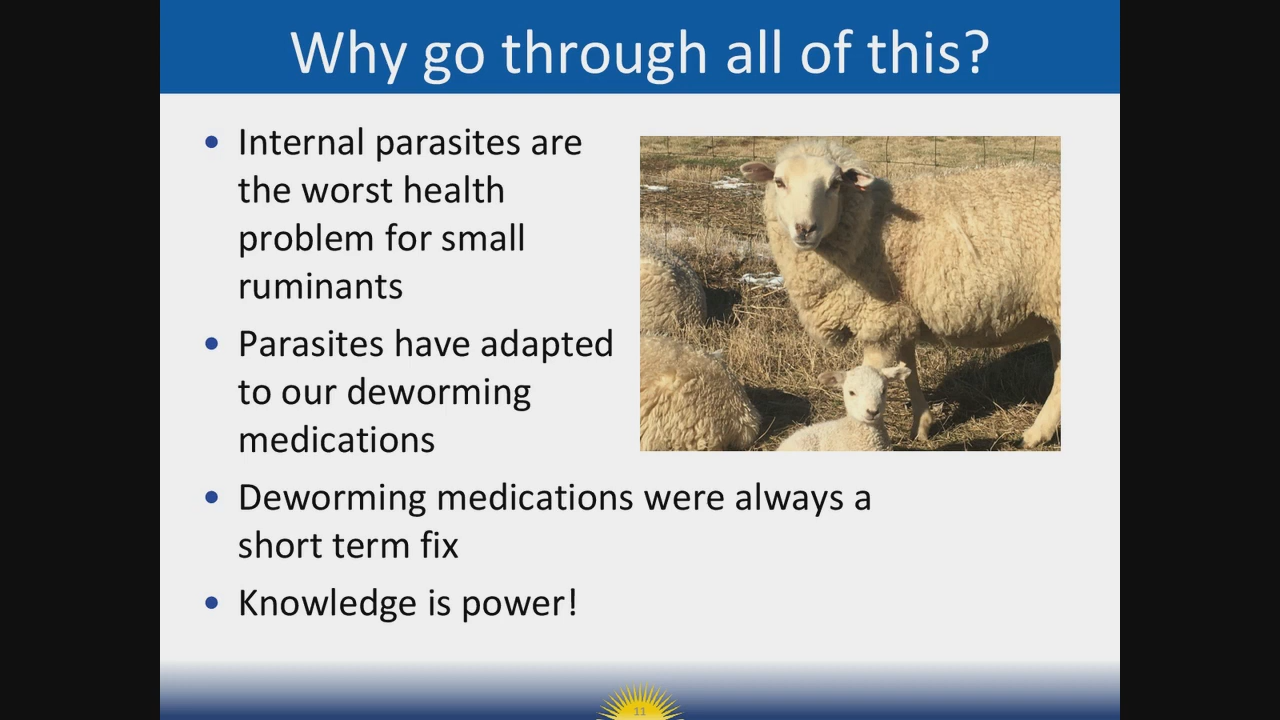 Why go through all of this?
• Internal parasites are
the worst health
problem for small
ruminants
• Parasites have adapted
to our deworming
medications
• Deworming medications were always a
short term fix
• Knowledge is power!
11